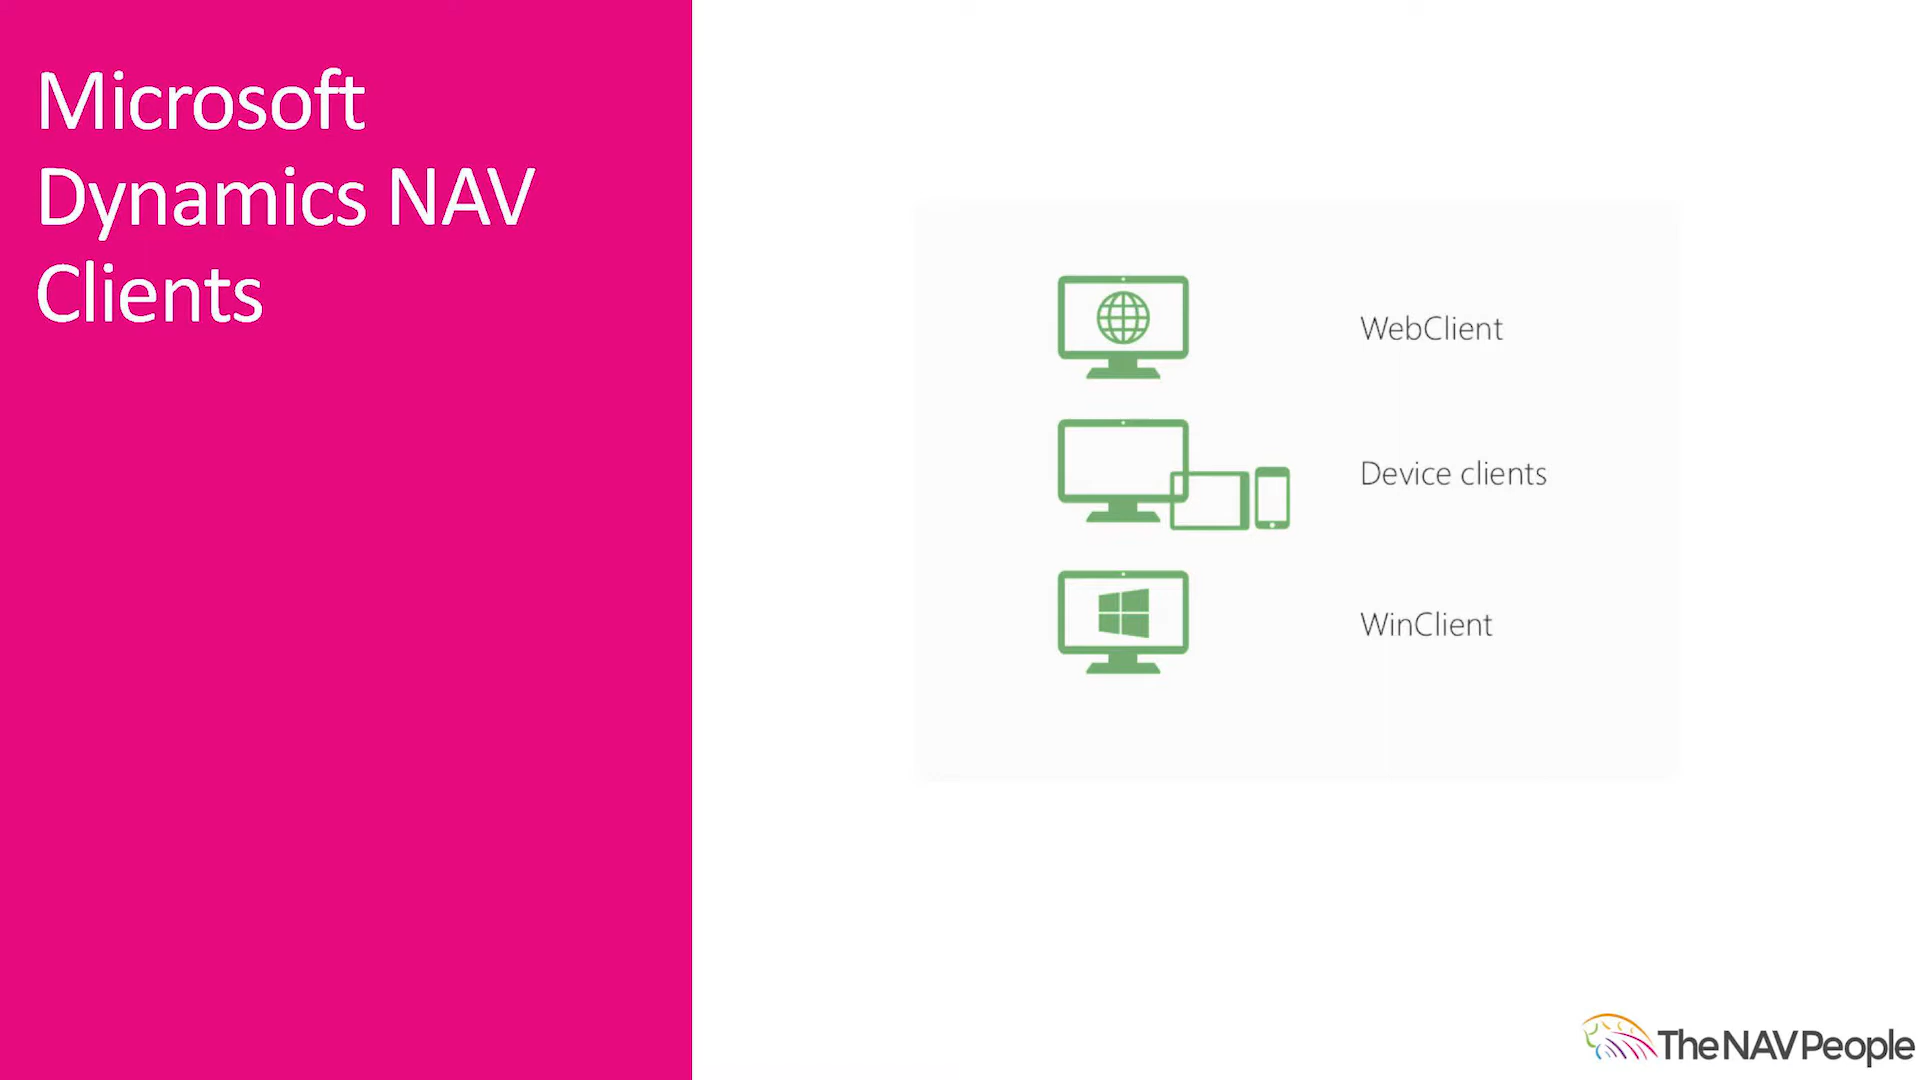 Microsoft
Dynamics NAV
Clients
WebClient
Device clients
WinClient
TheNAVPeople